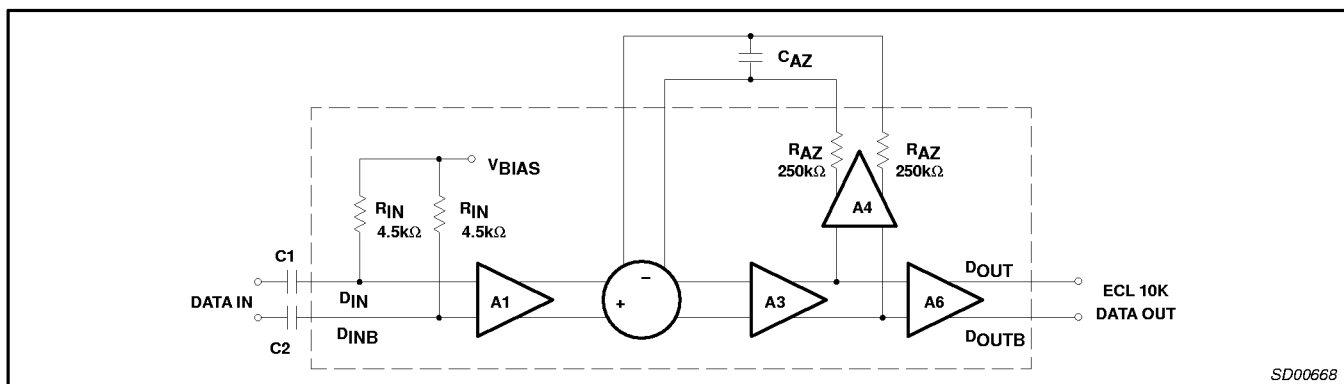 CAZ
RAZ
250kΩ
RAZ
250kΩ
VBIAS
A4
RIN
4.5kΩ
RIN
4.5kΩ
C1
DATA IN
DIN
DINB
C2
A1
−
+
A3
A6
DOUT
DOUTB
ECL 10K
DATA OUT
SD00668